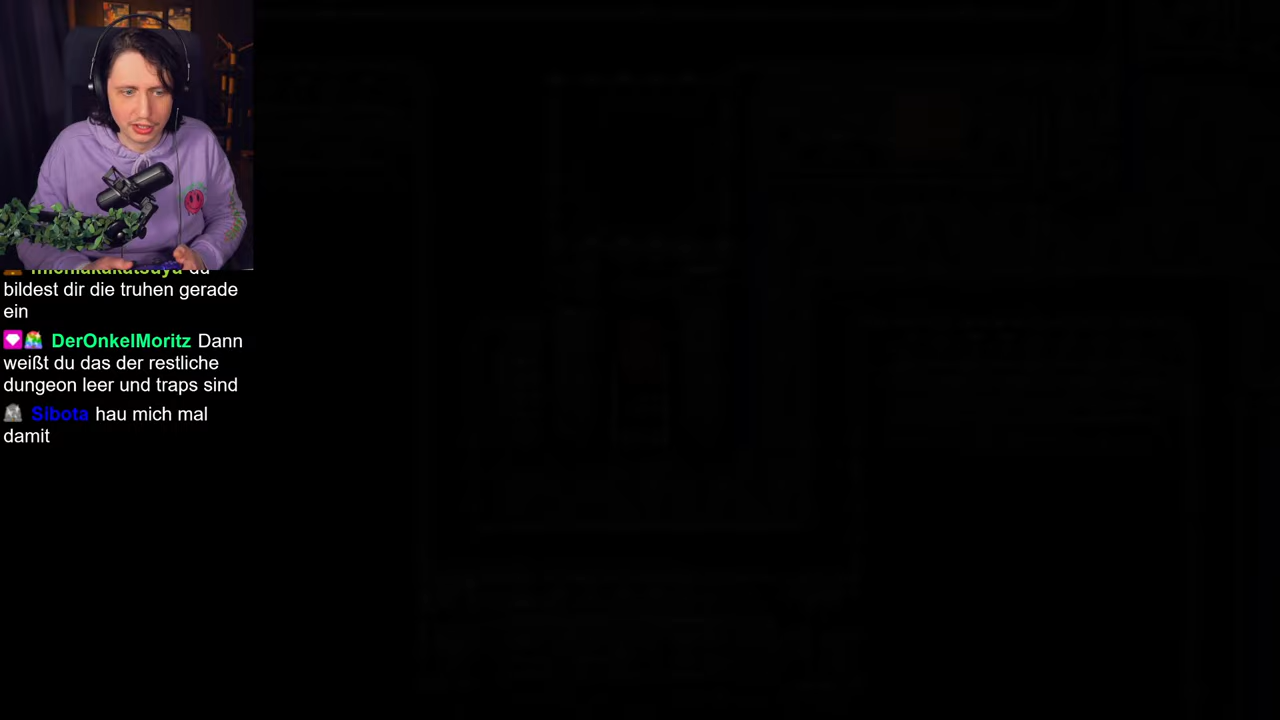 du
bildest dir die truhen gerade
ein
DerOnkelMoritz Dann
weißt du das der restliche
dungeon leer und traps sind
Sibota hau mich mal
damit